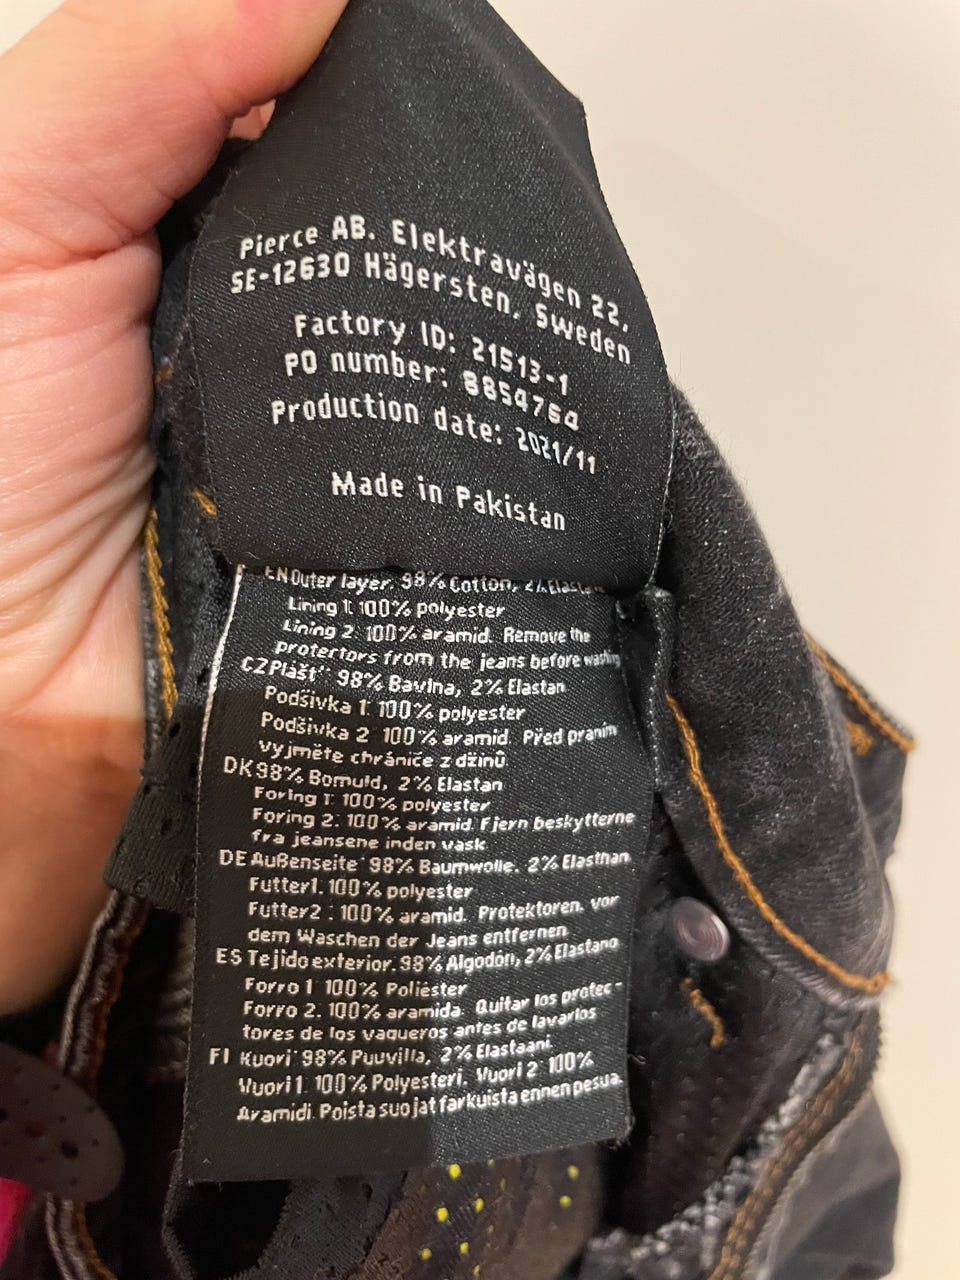 Pierce AB. Elektravägen 22,
SE-12630 Hägersten, Sweden
Factory ID: 21513-1
PO number: 8854764
Production date: 2021/11
Made in Pakistan
EN Outer layer. 98% Cotton, 2%
Lining 1: 100% polyester
Lining 2: 100% aramid. Remove the
protectors from the jeans before washing
CZ Plášť: 98% Bavlna, 2% Elastan
Podšívka 1: 100% polyester
Podšívka 2 100% aramid. Před praním
vyjměte chrániče z džínů
DK 98% Bomuld, 2% Elastan
Foring 1: 100% polyester
Foring 2: 100% aramid. Fjern beskytterne
fra jeansene inden vask
DE Außenseite 98% Baumwolle, 2% Elasthan
Futter1. 100% polyester
Futter2 : 100% aramid. Protektoren. vor
dem Waschen der Jeans entfernen
ES Tejido exterior. 98% Algodón, 2% Elastano
Forro 1 100% Poliéster
Forro 2. 100% aramida. Quitar los protec-
tores de los vaqueros antes de lavarlos
FI Kuori 98% Puuvilla, 2% Elastaani.
Vuori 1 100% Polyesteri. Vuori 2 100%
Aramidi. Poista suojat farkuista ennen pesua.